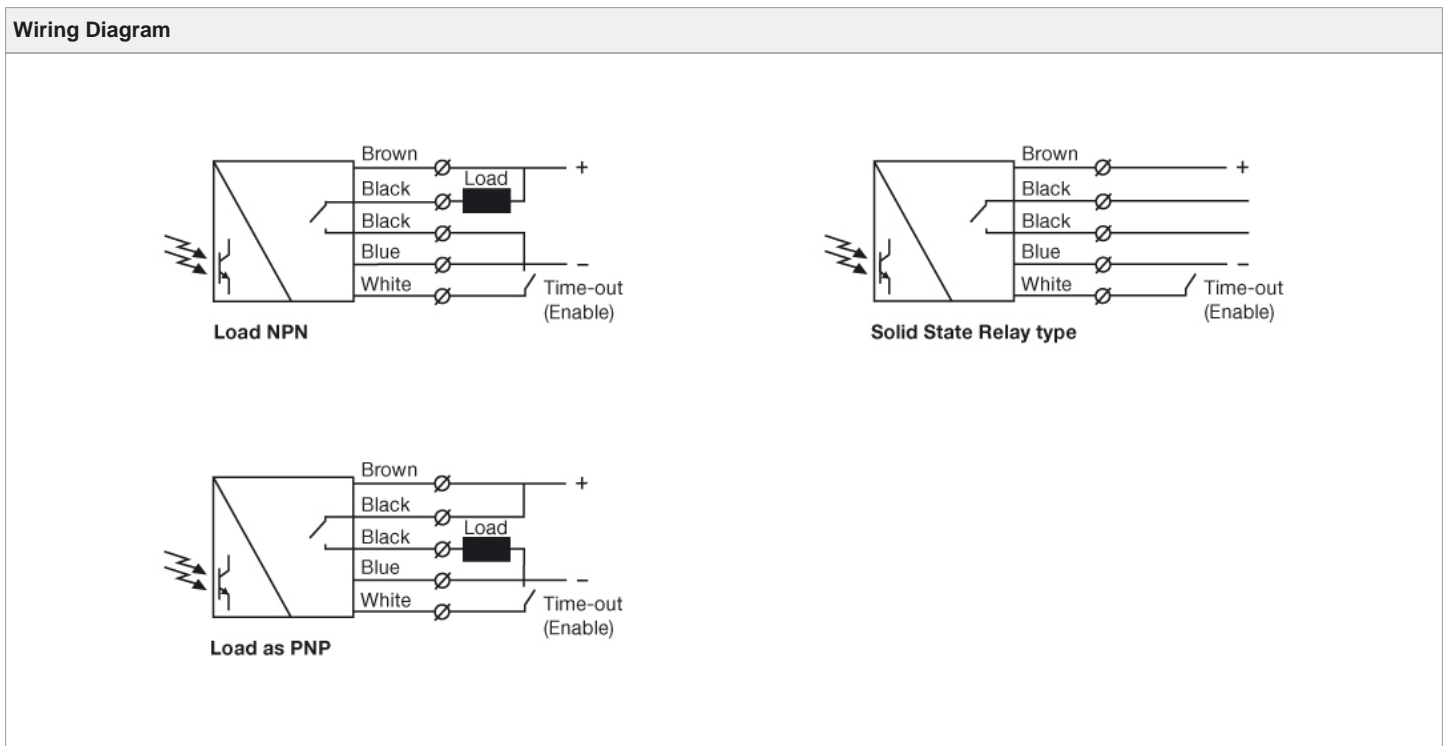 Wiring Diagram
Brown
+
Load
Black
Black
Blue
−
White
Time-out
(Enable)
Load NPN
Brown
+
Black
Black
Blue
−
White
Time-out
(Enable)
Solid State Relay type
Brown
+
Black
Load
Black
Blue
−
White
Time-out
(Enable)
Load as PNP